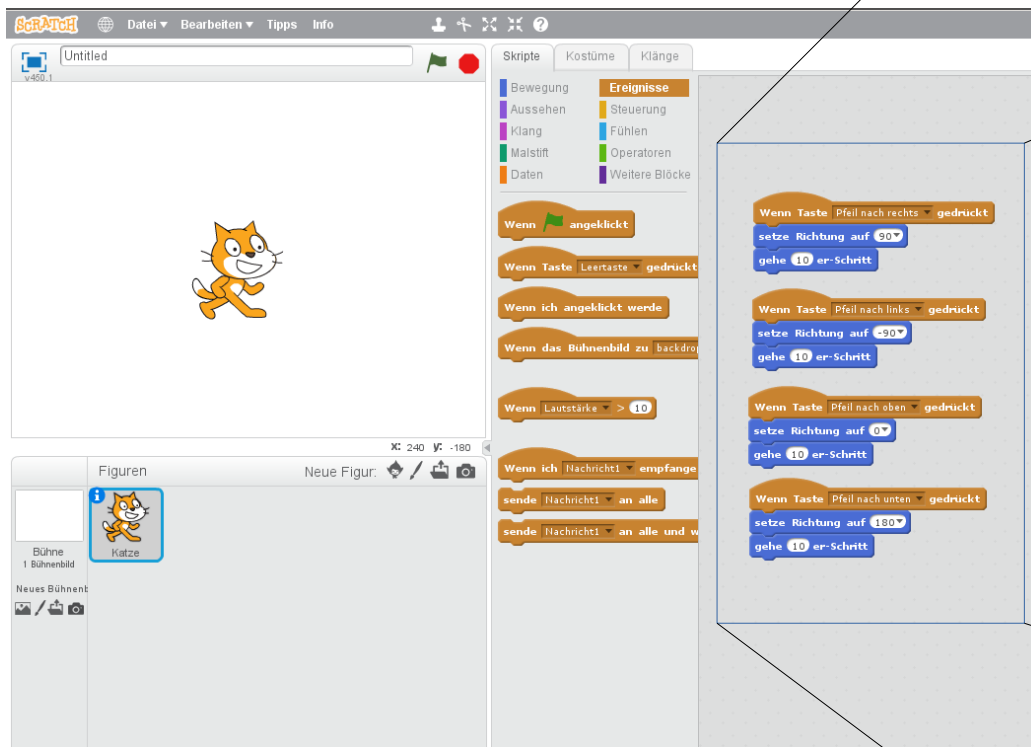 SCRATCH Datei Bearbeiten Tipps Info
Untitled
v450.1
X: 240 y: -180
Figuren Neue Figur:
Bühne
1 Bühnenbild
Neues Bühnenb
Katze
Skripte Kostüme Klänge
Bewegung Ereignisse
Aussehen Steuerung
Klang Fühlen
Malstift Operatoren
Daten Weitere Blöcke
Wenn angeklickt
Wenn Taste Leertaste gedrückt
Wenn ich angeklickt werde
Wenn das Bühnenbild zu backdrop
Wenn Lautstärke > 10
Wenn ich Nachricht1 empfange
sende Nachricht1 an alle
sende Nachricht1 an alle und w
Wenn Taste Pfeil nach rechts gedrückt
setze Richtung auf 90
gehe 10 er-Schritt
Wenn Taste Pfeil nach links gedrückt
setze Richtung auf -90
gehe 10 er-Schritt
Wenn Taste Pfeil nach oben gedrückt
setze Richtung auf 0
gehe 10 er-Schritt
Wenn Taste Pfeil nach unten gedrückt
setze Richtung auf 180
gehe 10 er-Schritt